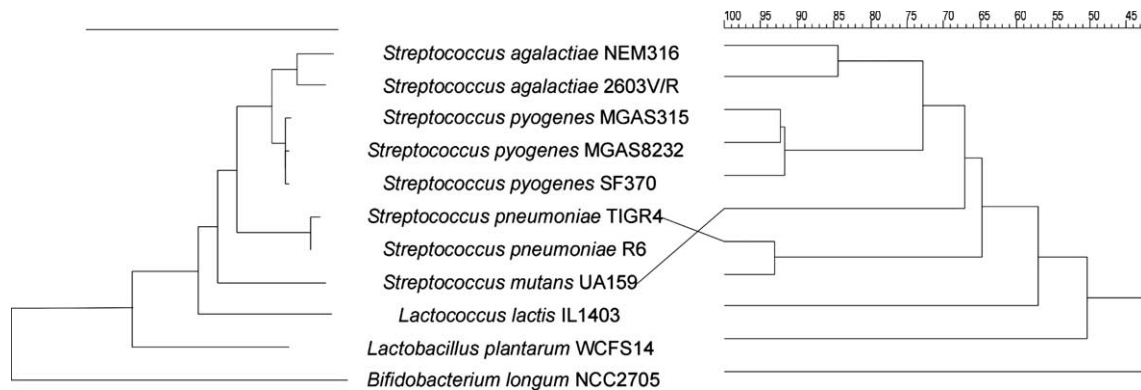 100 95 90 85 80 75 70 65 60 55 50 45
Streptococcus agalactiae NEM316
Streptococcus agalactiae 2603V/R
Streptococcus pyogenes MGAS315
Streptococcus pyogenes MGAS8232
Streptococcus pyogenes SF370
Streptococcus pneumoniae TIGR4
Streptococcus pneumoniae R6
Streptococcus mutans UA159
Lactococcus lactis IL1403
Lactobacillus plantarum WCFS14
Bifidobacterium longum NCC2705